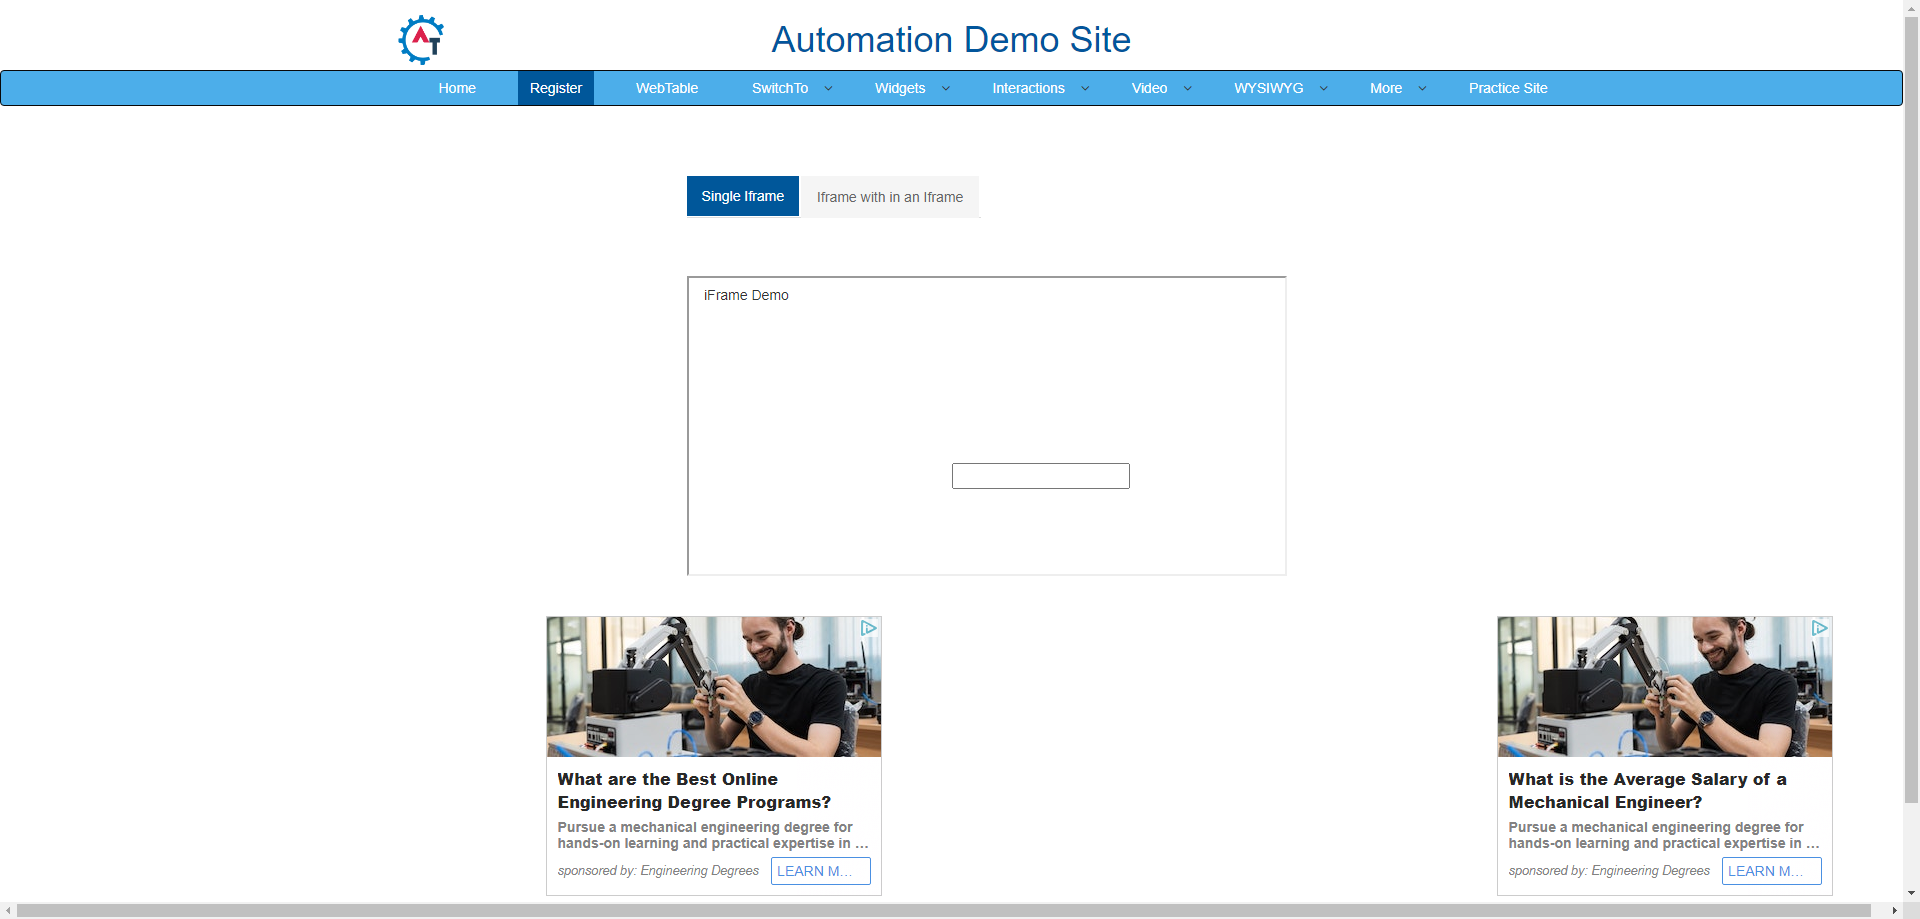 AT
Automation Demo Site
Home Register WebTable SwitchTo Widgets Interactions Video WYSIWYG More Practice Site
Single Iframe Iframe with in an Iframe
iFrame Demo
What are the Best Online
Engineering Degree Programs?
Pursue a mechanical engineering degree for
hands-on learning and practical expertise in ...
sponsored by: Engineering Degrees LEARN M...
What is the Average Salary of a
Mechanical Engineer?
Pursue a mechanical engineering degree for
hands-on learning and practical expertise in ...
sponsored by: Engineering Degrees LEARN M...